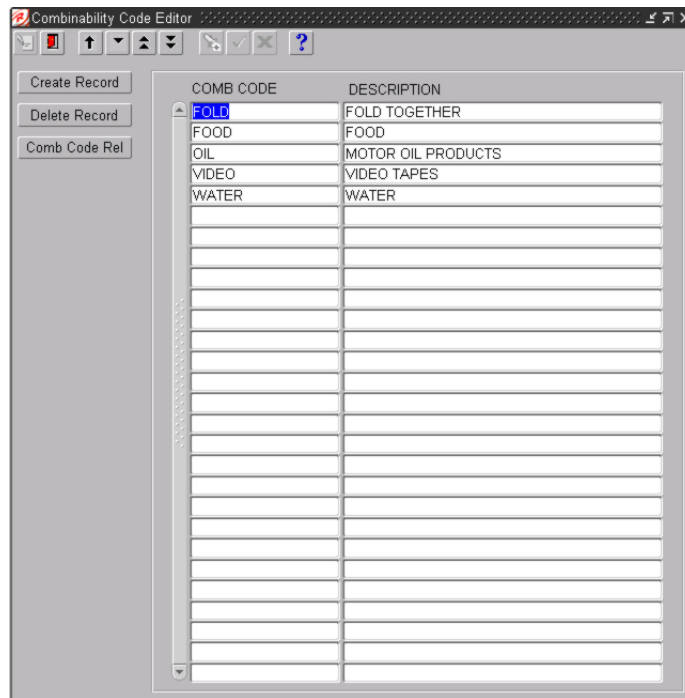 Combinability Code Editor
?
Create Record
Delete Record
Comb Code Rel
COMB CODE DESCRIPTION
FOLD FOLD TOGETHER
FOOD FOOD
OIL MOTOR OIL PRODUCTS
VIDEO VIDEO TAPES
WATER WATER